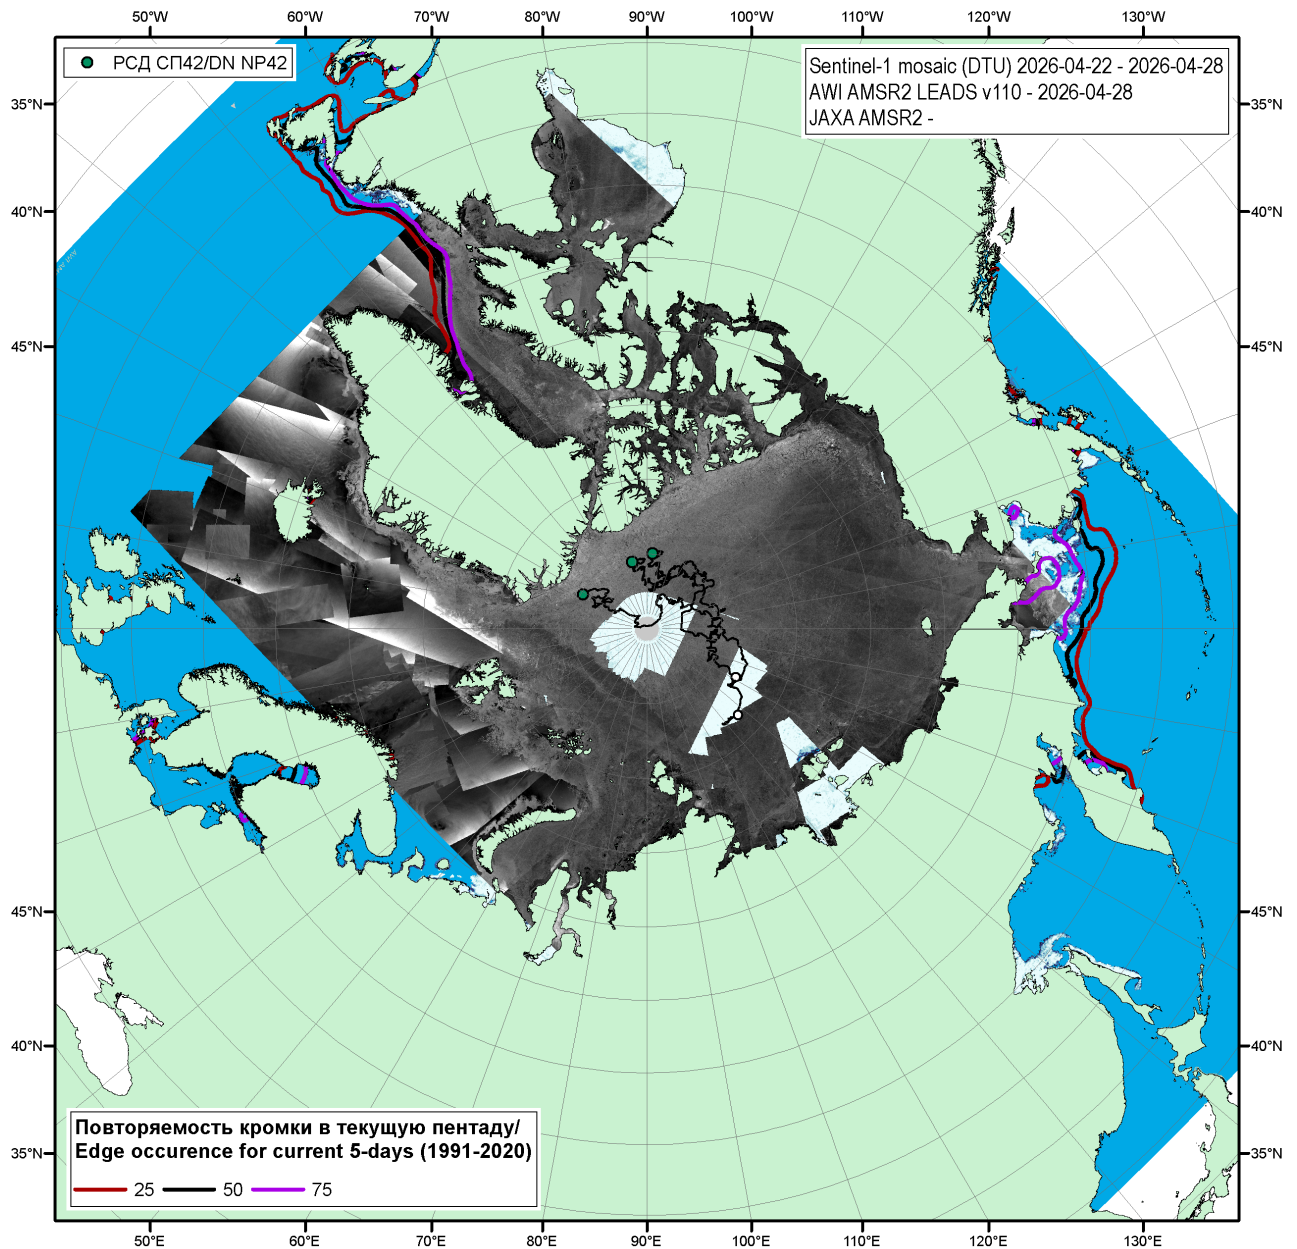 60°W 70°W 80°W 90°W 100°W 110°W 120°W 130°W
50°W
РСД СП42/DN NP42
Sentinel-1 mosaic (DTU) 2026-04-22 - 2026-04-28
AWI AMSR2 LEADS v110 - 2026-04-28
JAXA AMSR2 -
35°N 35°N
40°N 40°N
45°N 45°N
45°N 45°N
40°N 40°N
35°N 35°N
Повторяемость кромки в текущую пентаду/
Edge occurence for current 5-days (1991-2020)
25 50 75
50°E 60°E 70°E 80°E 90°E 100°E 110°E 120°E 130°E